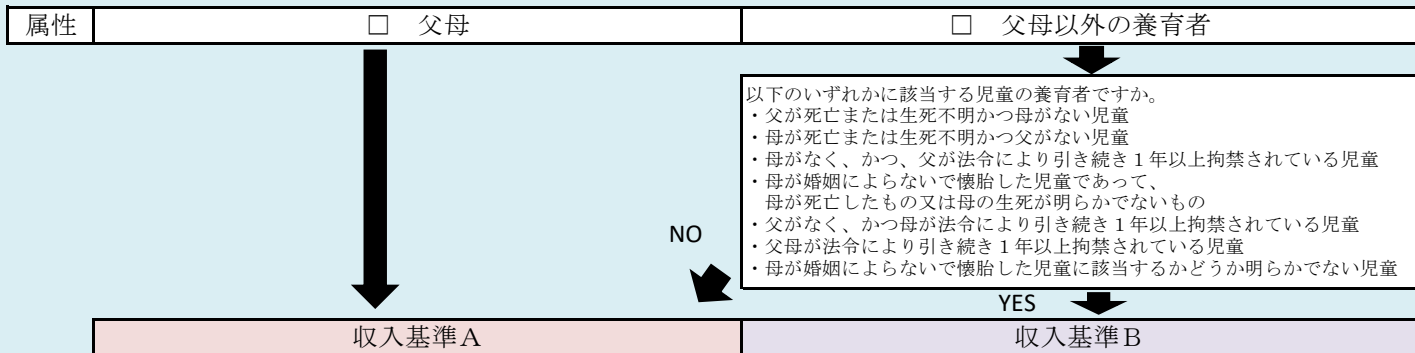 属性
□ 父母
□ 父母以外の養育者
以下のいずれかに該当する児童の養育者ですか。
・父が死亡または生死不明かつ母がない児童
・母が死亡または生死不明かつ父がない児童
・母がなく、かつ、父が法令により引き続き１年以上拘禁されている児童
・母が婚姻によらないで懐胎した児童であって、
母が死亡したもの又は母の生死が明らかでないもの
・父がなく、かつ母が法令により引き続き１年以上拘禁されている児童
・父母が法令により引き続き１年以上拘禁されている児童
・母が婚姻によらないで懐胎した児童に該当するかどうか明らかでない児童
NO
YES
収入基準Ａ
収入基準Ｂ